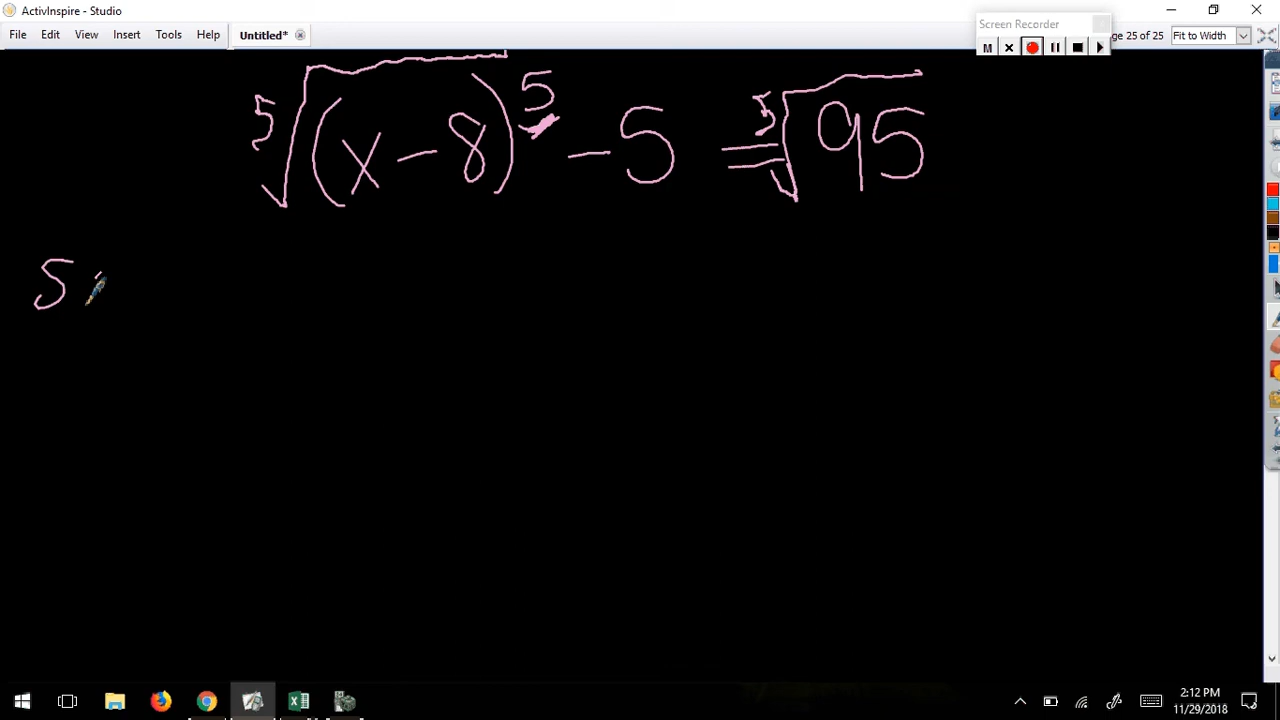 ActivInspire - Studio
File Edit View Insert Tools Help Untitled*
Screen Recorder
ge 25 of 25 Fit to Width
M
⁵√(x-8)⁵ - 5 = ⁵√95
S
2:12 PM
11/29/2018